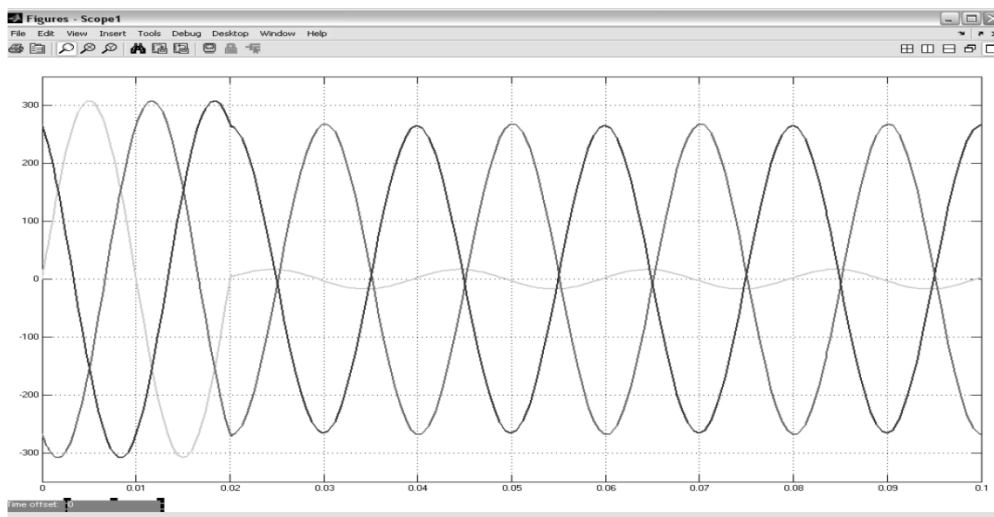 Figures - Scope1
File Edit View Insert Tools Debug Desktop Window Help
300
200
100
0
-100
-200
-300
0 0.01 0.02 0.03 0.04 0.05 0.06 0.07 0.08 0.09 0.1
Time offset: 0